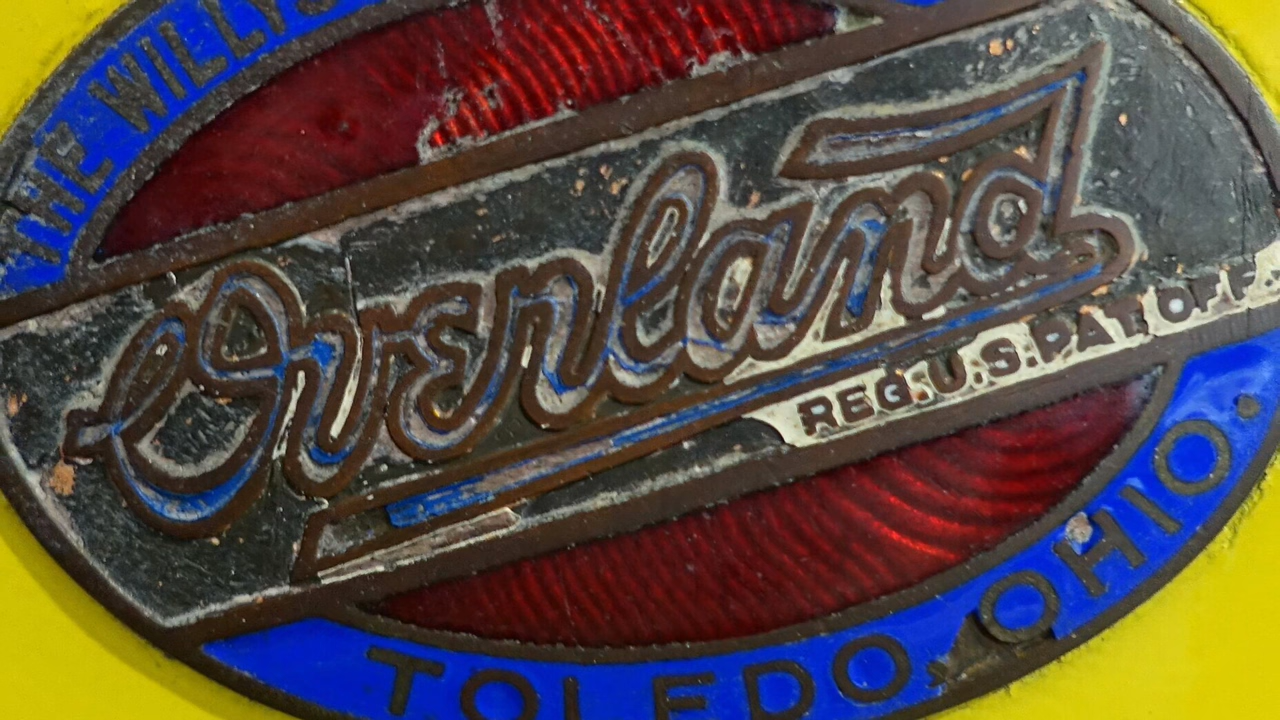 THE WILLYS
Overland
REG. U.S. PAT. OFF.
TOLEDO, OHIO.